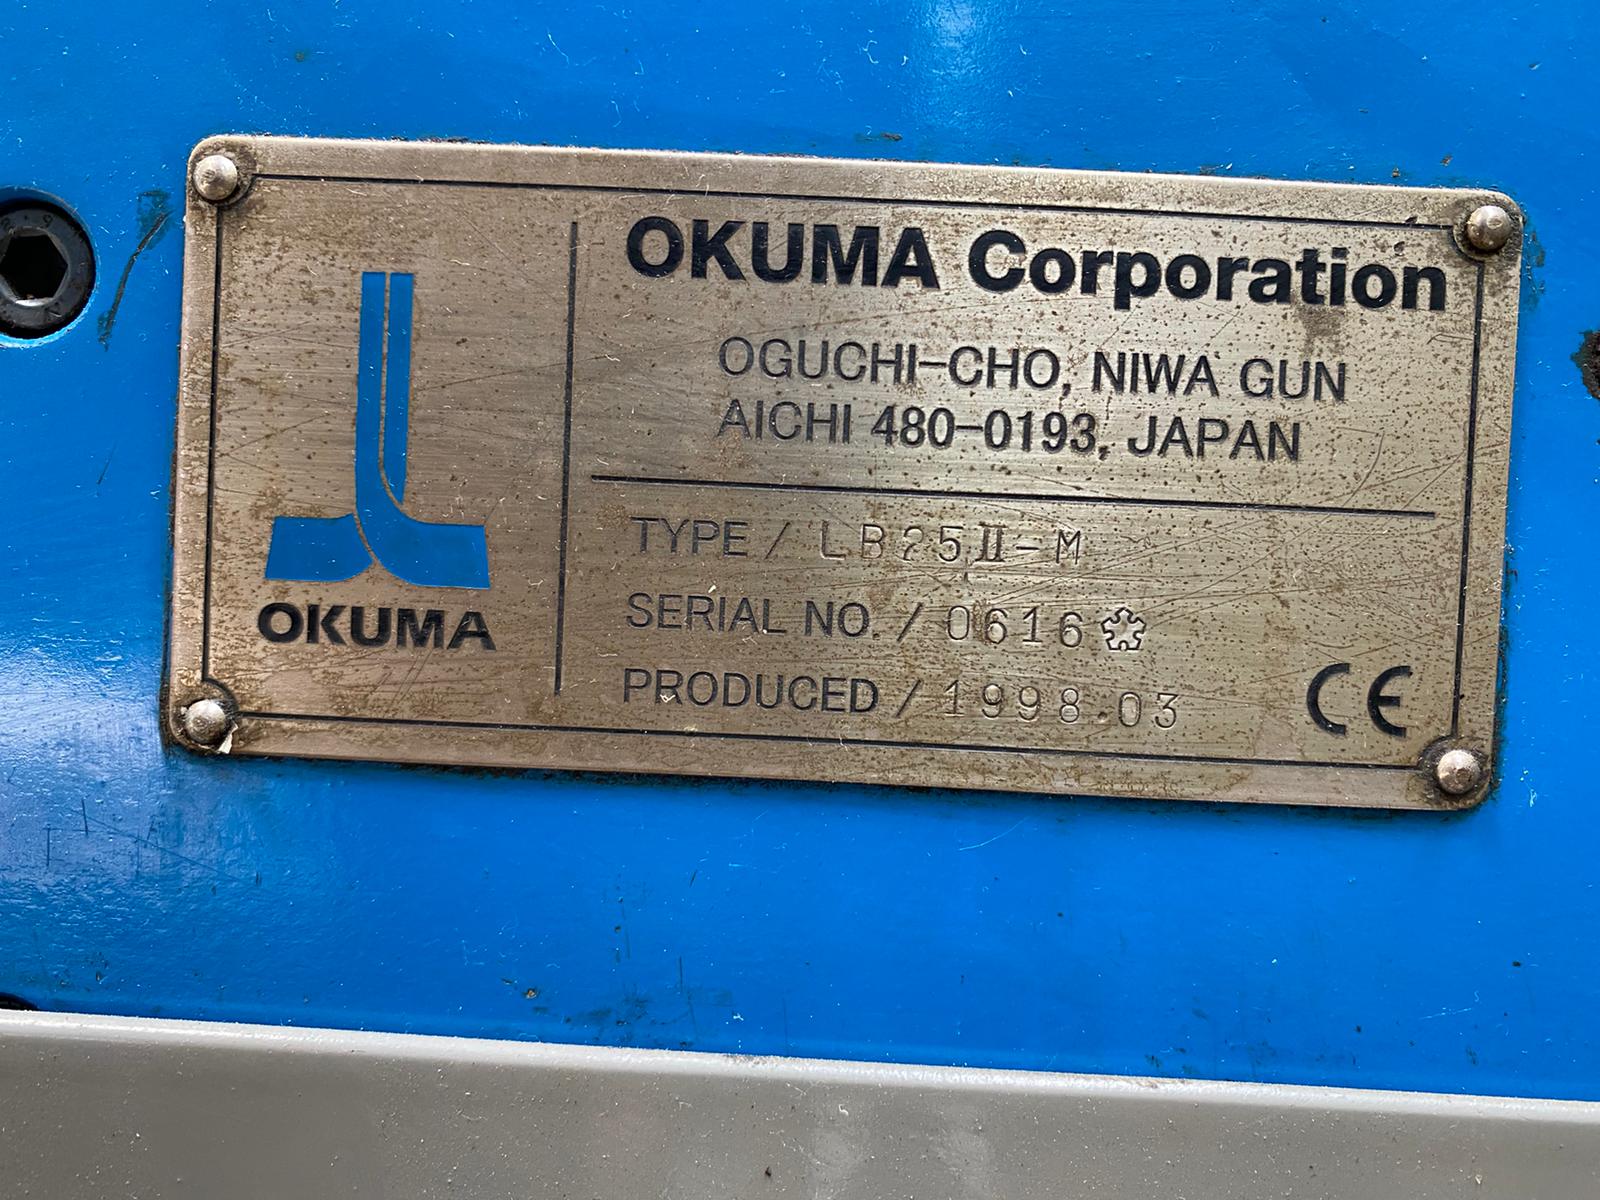 OKUMA
OKUMA Corporation
OGUCHI-CHO, NIWA GUN
AICHI 480-0193, JAPAN
TYPE / LB25II-M
SERIAL NO. / 0616
PRODUCED / 1998.03
CE